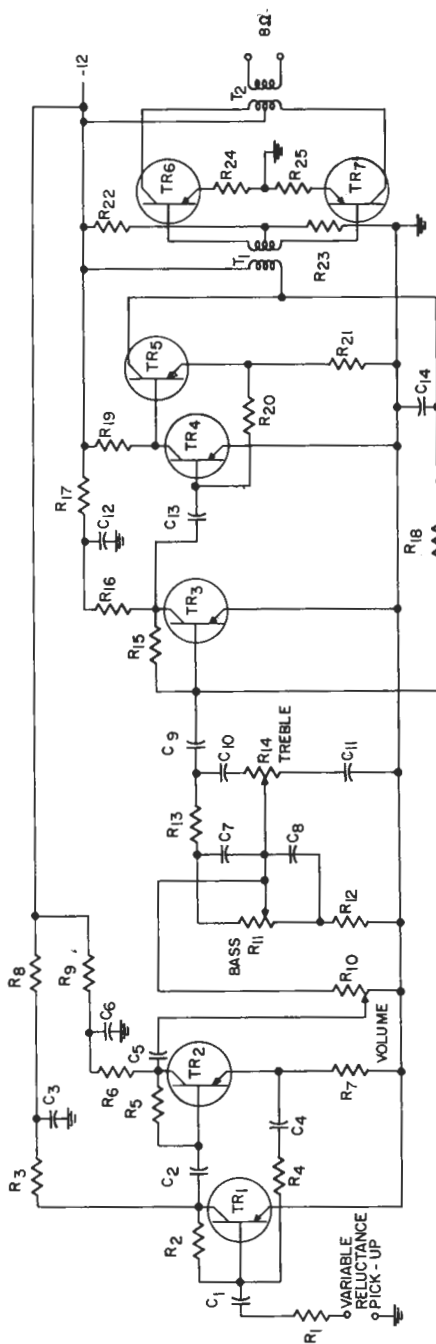 R8
-12
R3
R9
C3
C6
R17
R19
R22
C12
R6
C5
R16
T2
TR6
8Ω
R2
C2
R5
TR2
R15
TR5
T1
R24
TR1
C13
TR4
R25
C1
BASS
R13
C9
TR3
R20
R23
TR7
R4
C4
R11
C7
C10
R14
TREBLE
R21
R1
R7
R10
C8
R12
C11
VOLUME
C14
VARIABLE
RELUCTANCE
PICK-UP
R18